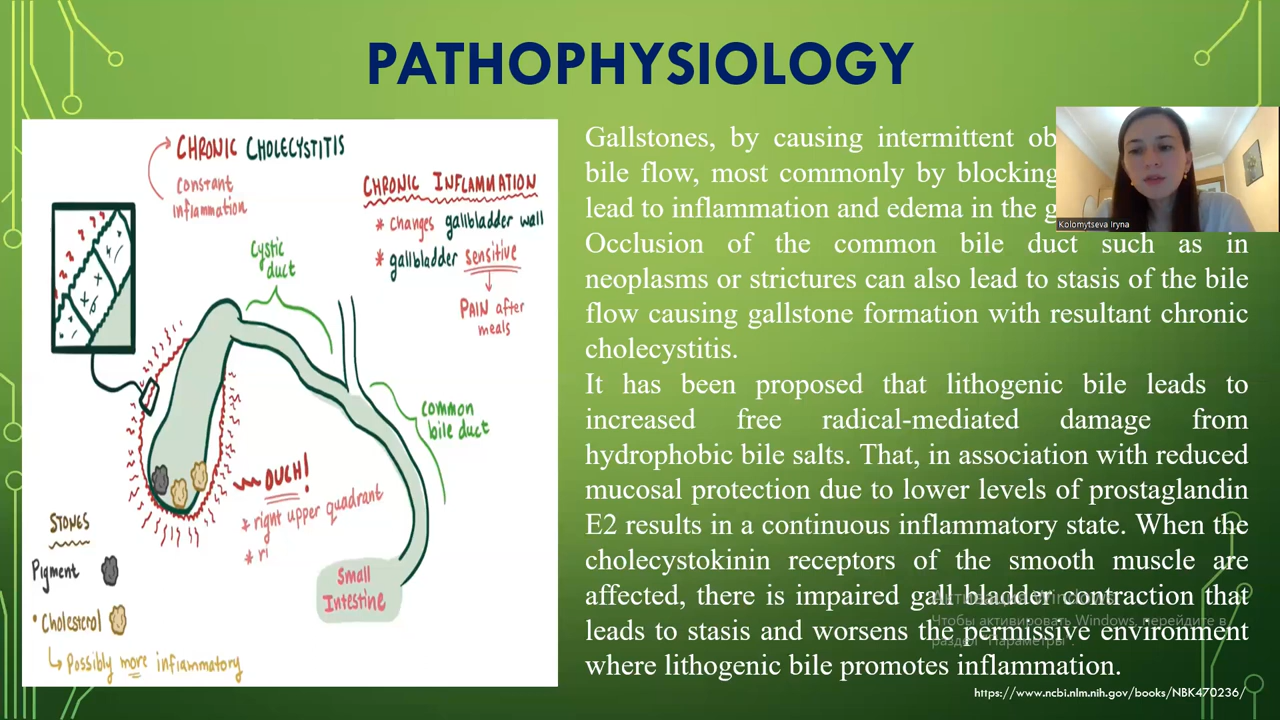 PATHOPHYSIOLOGY
CHRONIC CHOLECYSTITIS
constant
inflammation
CHRONIC INFLAMMATION
* changes gallbladder wall
* gallbladder sensitive
PAIN after
meals
cystic
duct
common
bile duct
OUCH!
* right upper quadrant
* ri
STONES
Pigment
• Cholesterol
Possibly more inflammatory
Small
Intestine
Gallstones, by causing intermittent
bile flow, most commonly by blocking
lead to inflammation and edema in the
Occlusion of the common bile duct such as in
neoplasms or strictures can also lead to stasis of the bile
flow causing gallstone formation with resultant chronic
cholecystitis.
It has been proposed that lithogenic bile leads to
increased free radical-mediated damage from
hydrophobic bile salts. That, in association with reduced
mucosal protection due to lower levels of prostaglandin
E2 results in a continuous inflammatory state. When the
cholecystokinin receptors of the smooth muscle are
affected, there is impaired gall bladder contraction that
leads to stasis and worsens the permissive environment
where lithogenic bile promotes inflammation.
Kolomytseva Iryna
Активация Windows
Чтобы активировать Windows, перейдите в
раздел "Параметры".
https://www.ncbi.nlm.nih.gov/books/NBK470236/